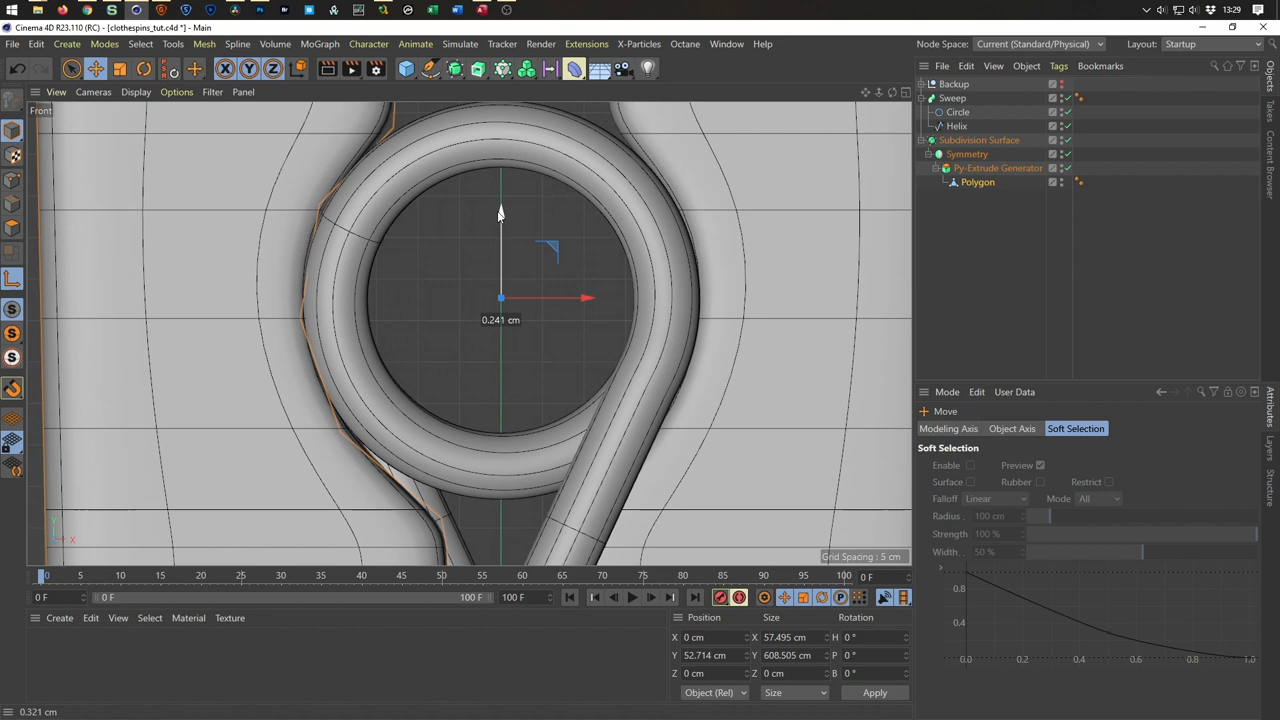 13:29
Cinema 4D R23.110 (RC) - [clothespins_tut.c4d *] - Main
File Edit Create Modes Select Tools Mesh Spline Volume MoGraph Character Animate Simulate Tracker Render Extensions X-Particles Octane Window Help
Node Space: Current (Standard/Physical) Layout: Startup
View Cameras Display Options Filter Panel
File Edit View Object Tags Bookmarks
Front
Backup
Sweep
Circle
Helix
Subdivision Surface
Symmetry
Py-Extrude Generator
Polygon
0.241 cm
Grid Spacing : 5 cm
Objects
Takes
Content Browser
Attributes
Layers
Structure
Mode Edit User Data
Move
Modeling Axis Object Axis Soft Selection
Soft Selection
Enable Preview
Surface Rubber Restrict
Falloff Linear Mode All
Radius . 100 cm
Strength 100 %
Width . . 50 %
0.8
0.4
0.0 0.2 0.4 0.6 0.8 1.0
Y
X
0 5 10 15 20 25 30 35 40 45 50 55 60 65 70 75 80 85 90 95 100 0 F
0 F 0 F 100 F 100 F
Create Edit View Select Material Texture
Position Size Rotation
X 0 cm X 57.495 cm H 0 °
Y 52.714 cm Y 608.505 cm P 0 °
Z 0 cm Z 0 cm B 0 °
Object (Rel) Size Apply
0.321 cm